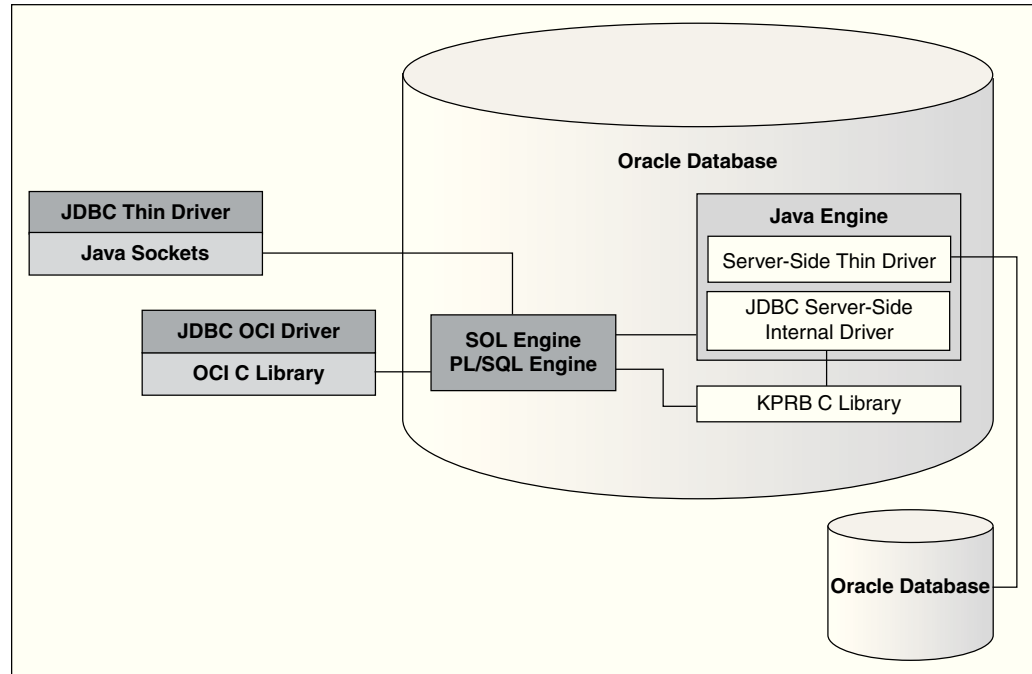 Oracle Database
JDBC Thin Driver
Java Sockets
Java Engine
Server-Side Thin Driver
JDBC Server-Side
Internal Driver
JDBC OCI Driver
OCI C Library
SOL Engine
PL/SQL Engine
KPRB C Library
Oracle Database